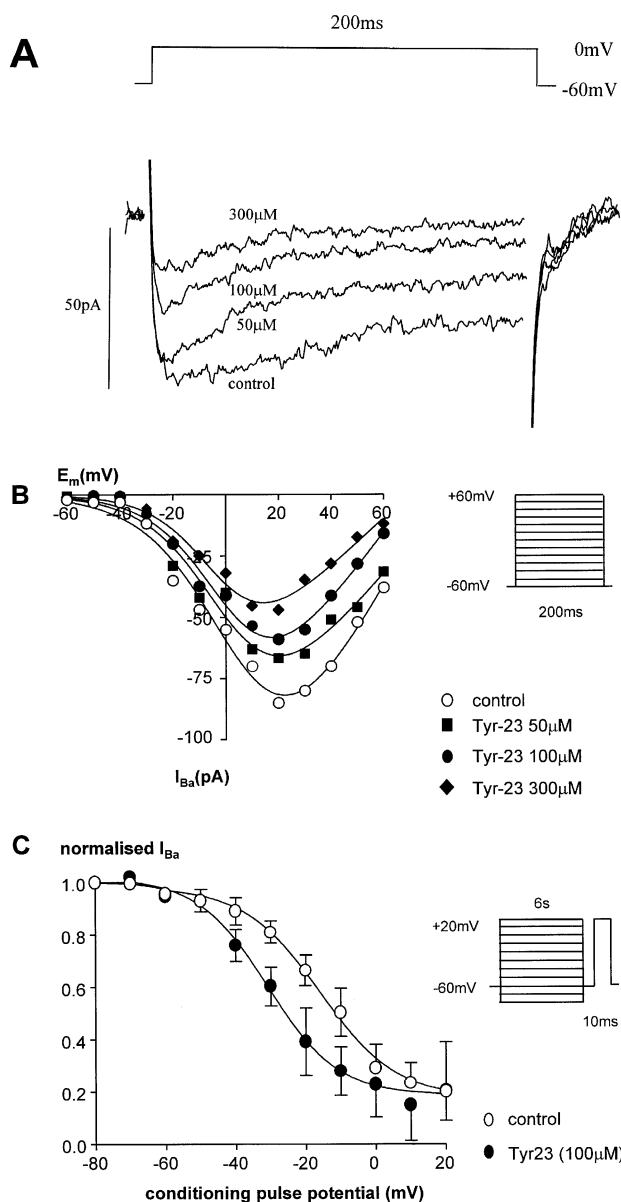 A
200ms
0mV
-60mV
300μM
100μM
50μM
control
50pA
B
Em(mV)
-60 -40 -20 20 40 60
-25
-50
-75
-100
IBa(pA)
+60mV
-60mV
200ms
control
Tyr-23 50μM
Tyr-23 100μM
Tyr-23 300μM
C
normalised IBa
1.0
0.8
0.6
0.4
0.2
0.0
-80 -60 -40 -20 0 20
conditioning pulse potential (mV)
6s
+20mV
-60mV
10ms
control
Tyr23 (100μM)